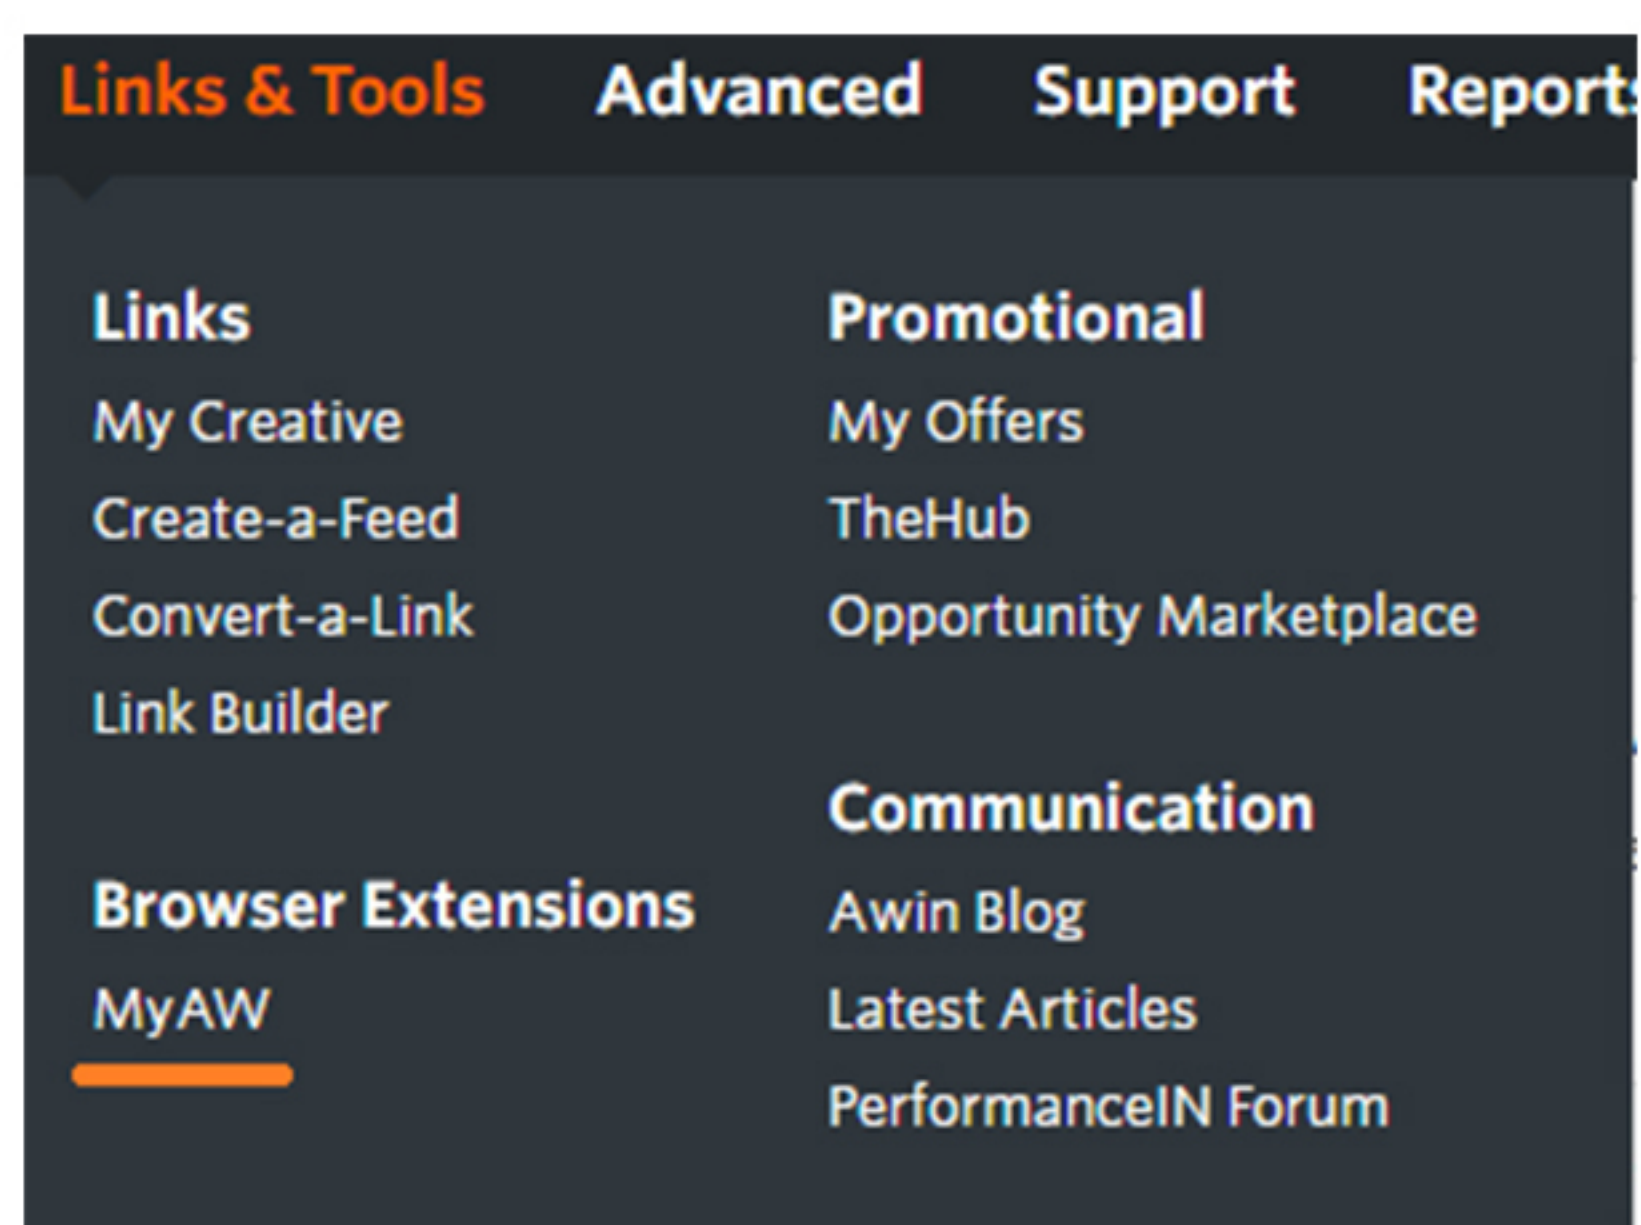 Links & Tools Advanced Support Reports
Links
My Creative
Create-a-Feed
Convert-a-Link
Link Builder
Browser Extensions
MyAW
Promotional
My Offers
TheHub
Opportunity Marketplace
Communication
Awin Blog
Latest Articles
PerformanceIN Forum